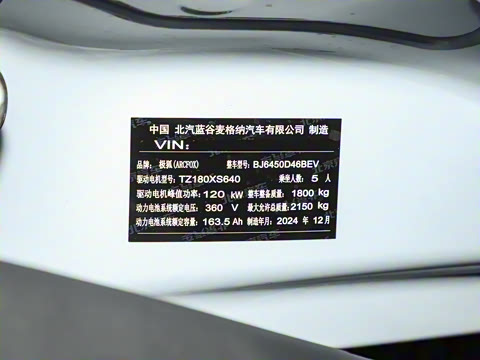 中国 北汽蓝谷麦格纳汽车有限公司 制造
VIN:
品牌: 极狐(ARCFOX) 整车型号: BJ6450D46BEV
驱动电机型号: TZ180XS640 乘坐人数: 5 人
驱动电机峰值功率: 120 kW 整车整备质量: 1800 kg
动力电池系统额定电压: 360 V 最大允许总质量: 2150 kg
动力电池系统额定容量: 163.5 Ah 制造年月: 2024 年 12 月